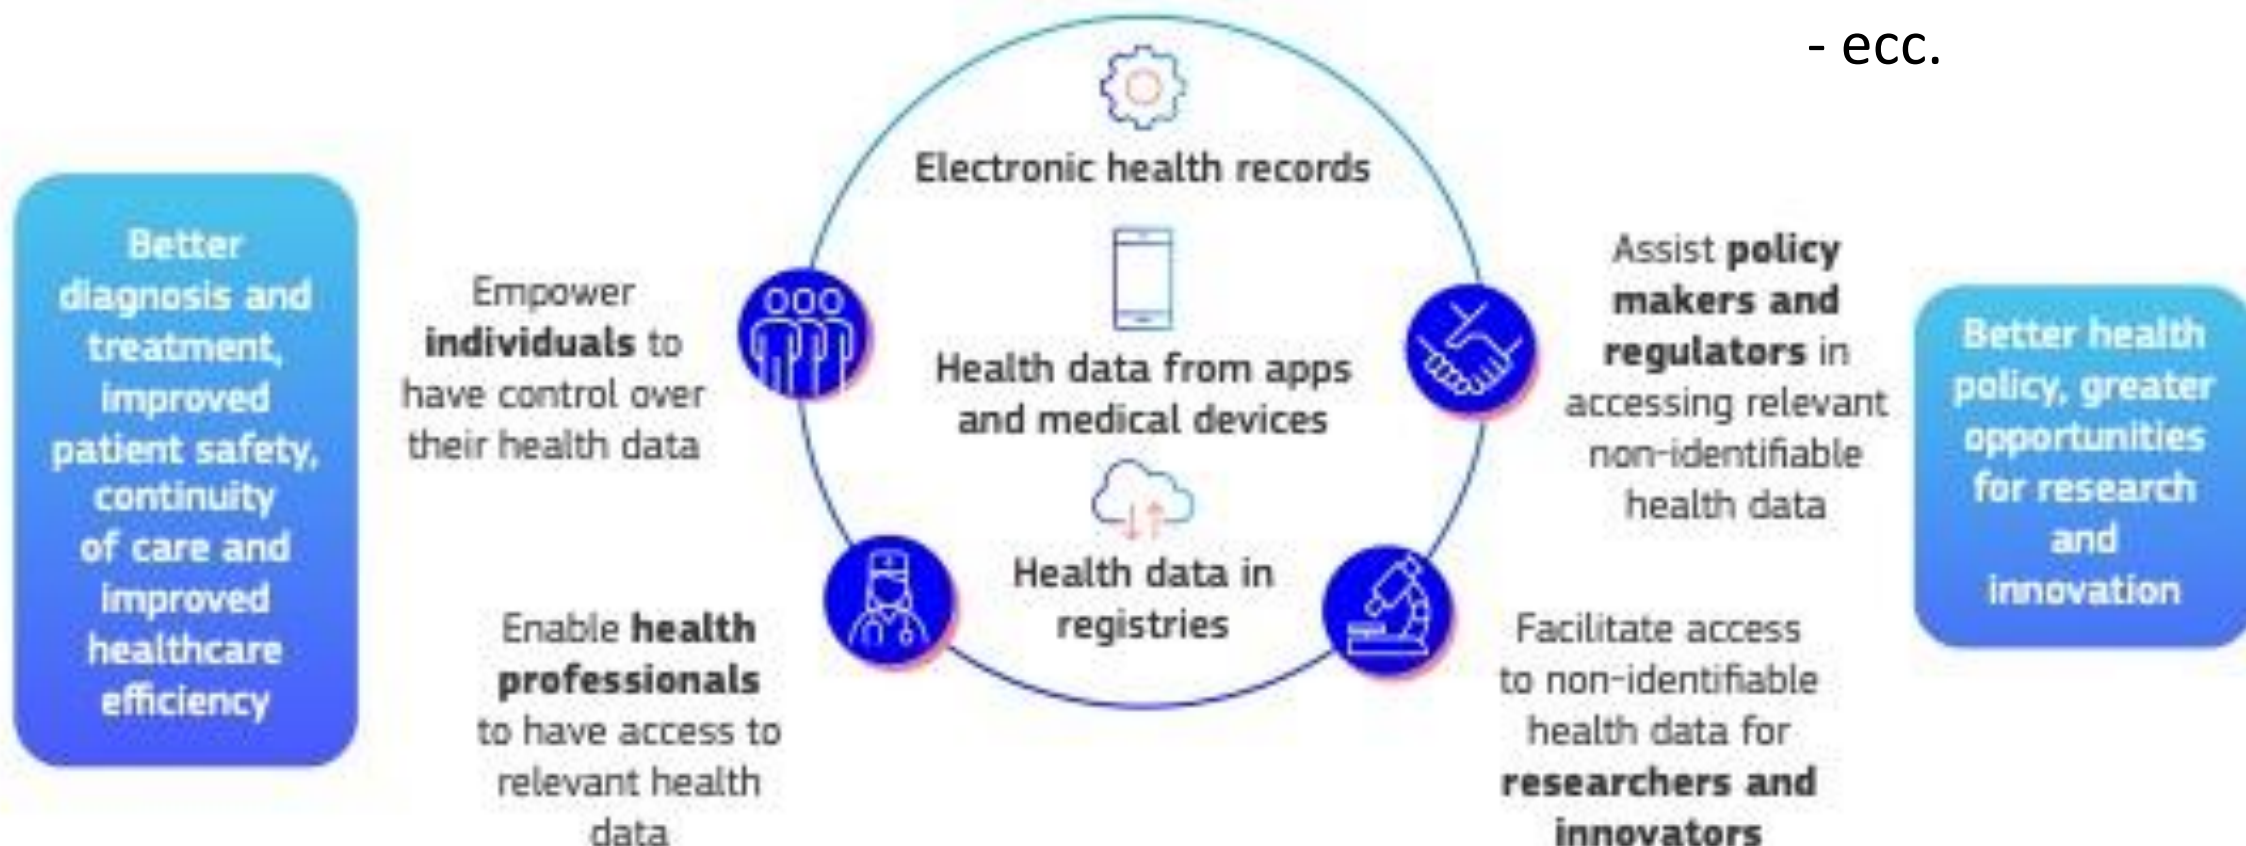 - ecc.
Electronic health records
Health data from apps
and medical devices
Health data in
registries
Better
diagnosis and
treatment,
improved
patient safety,
continuity
of care and
improved
healthcare
efficiency
Empower
individuals to
have control over
their health data
Enable health
professionals
to have access to
relevant health
data
Assist policy
makers and
regulators in
accessing relevant
non-identifiable
health data
Facilitate access
to non-identifiable
health data for
researchers and
innovators
Better health
policy, greater
opportunities
for research
and
innovation